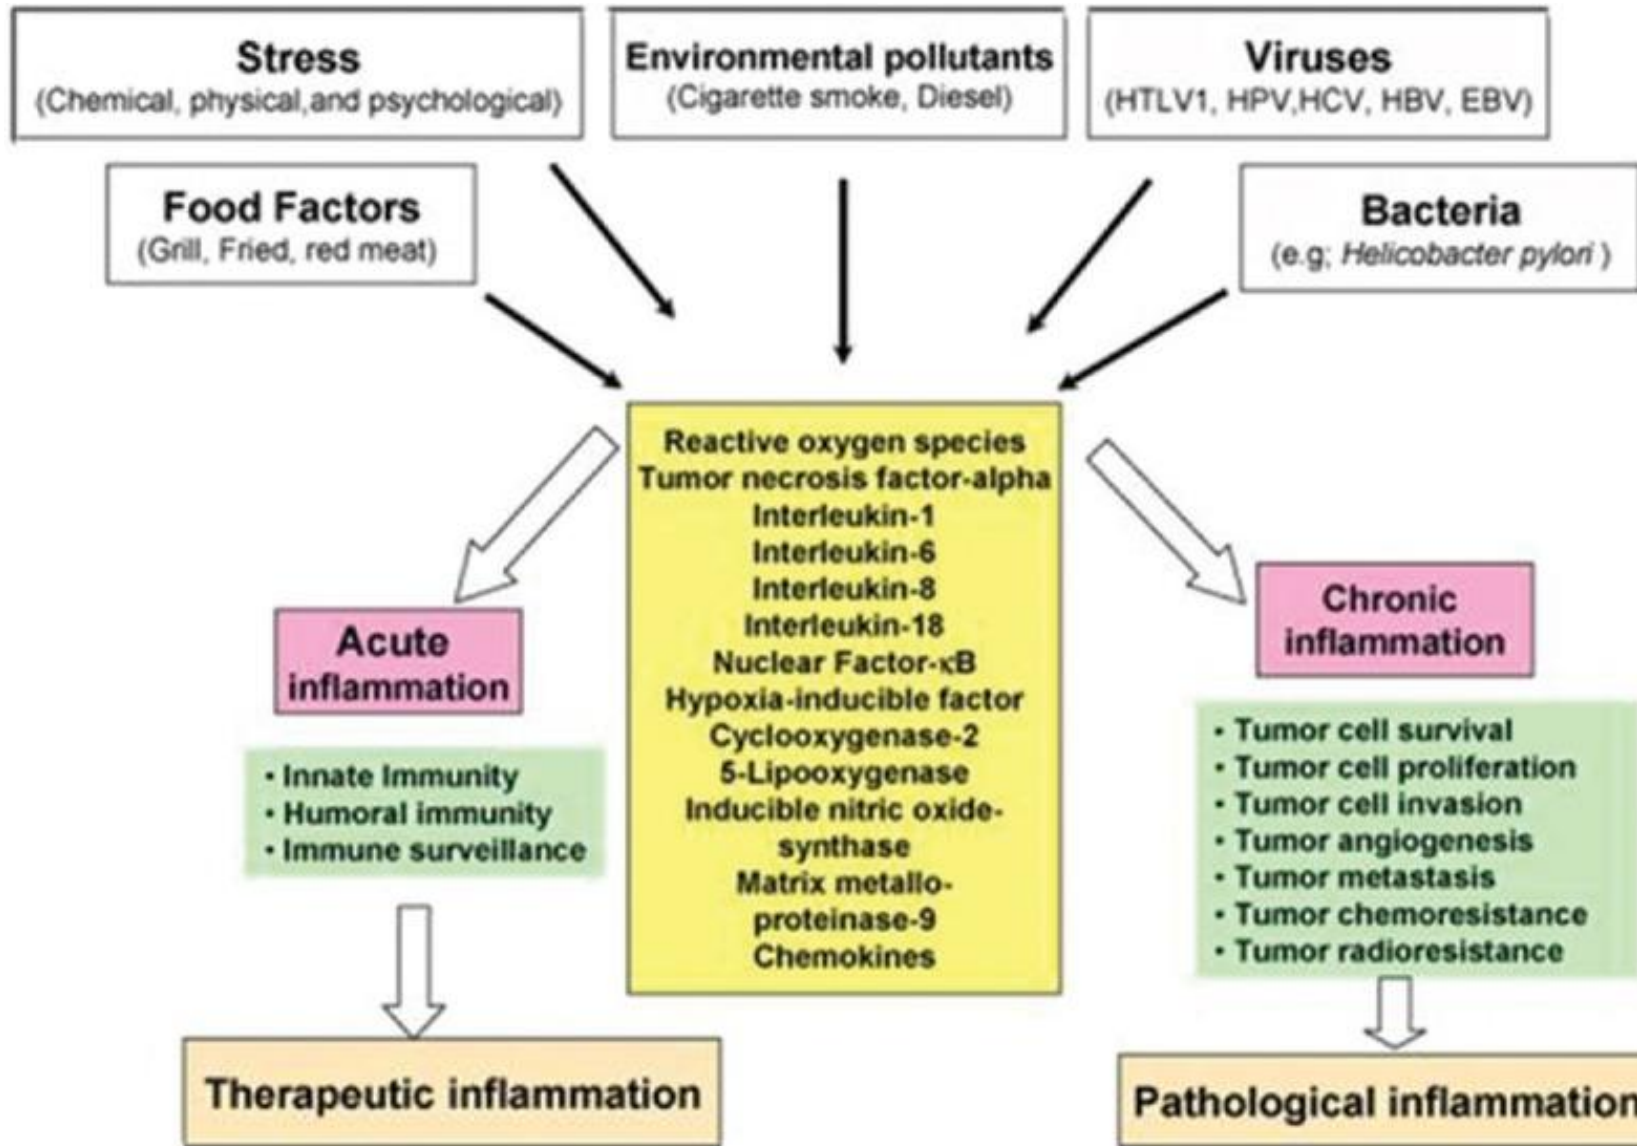 Stress
(Chemical, physical,and psychological)
Environmental pollutants
(Cigarette smoke, Diesel)
Viruses
(HTLV1, HPV,HCV, HBV, EBV)
Food Factors
(Grill, Fried, red meat)
Bacteria
(e.g; Helicobacter pylori )
Reactive oxygen species
Tumor necrosis factor-alpha
Interleukin-1
Interleukin-6
Interleukin-8
Interleukin-18
Nuclear Factor-κB
Hypoxia-inducible factor
Cyclooxygenase-2
5-Lipooxygenase
Inducible nitric oxide-
synthase
Matrix metallo-
proteinase-9
Chemokines
Acute
inflammation
• Innate Immunity
• Humoral immunity
• Immune surveillance
Therapeutic inflammation
Chronic
inflammation
• Tumor cell survival
• Tumor cell proliferation
• Tumor cell invasion
• Tumor angiogenesis
• Tumor metastasis
• Tumor chemoresistance
• Tumor radioresistance
Pathological inflammation